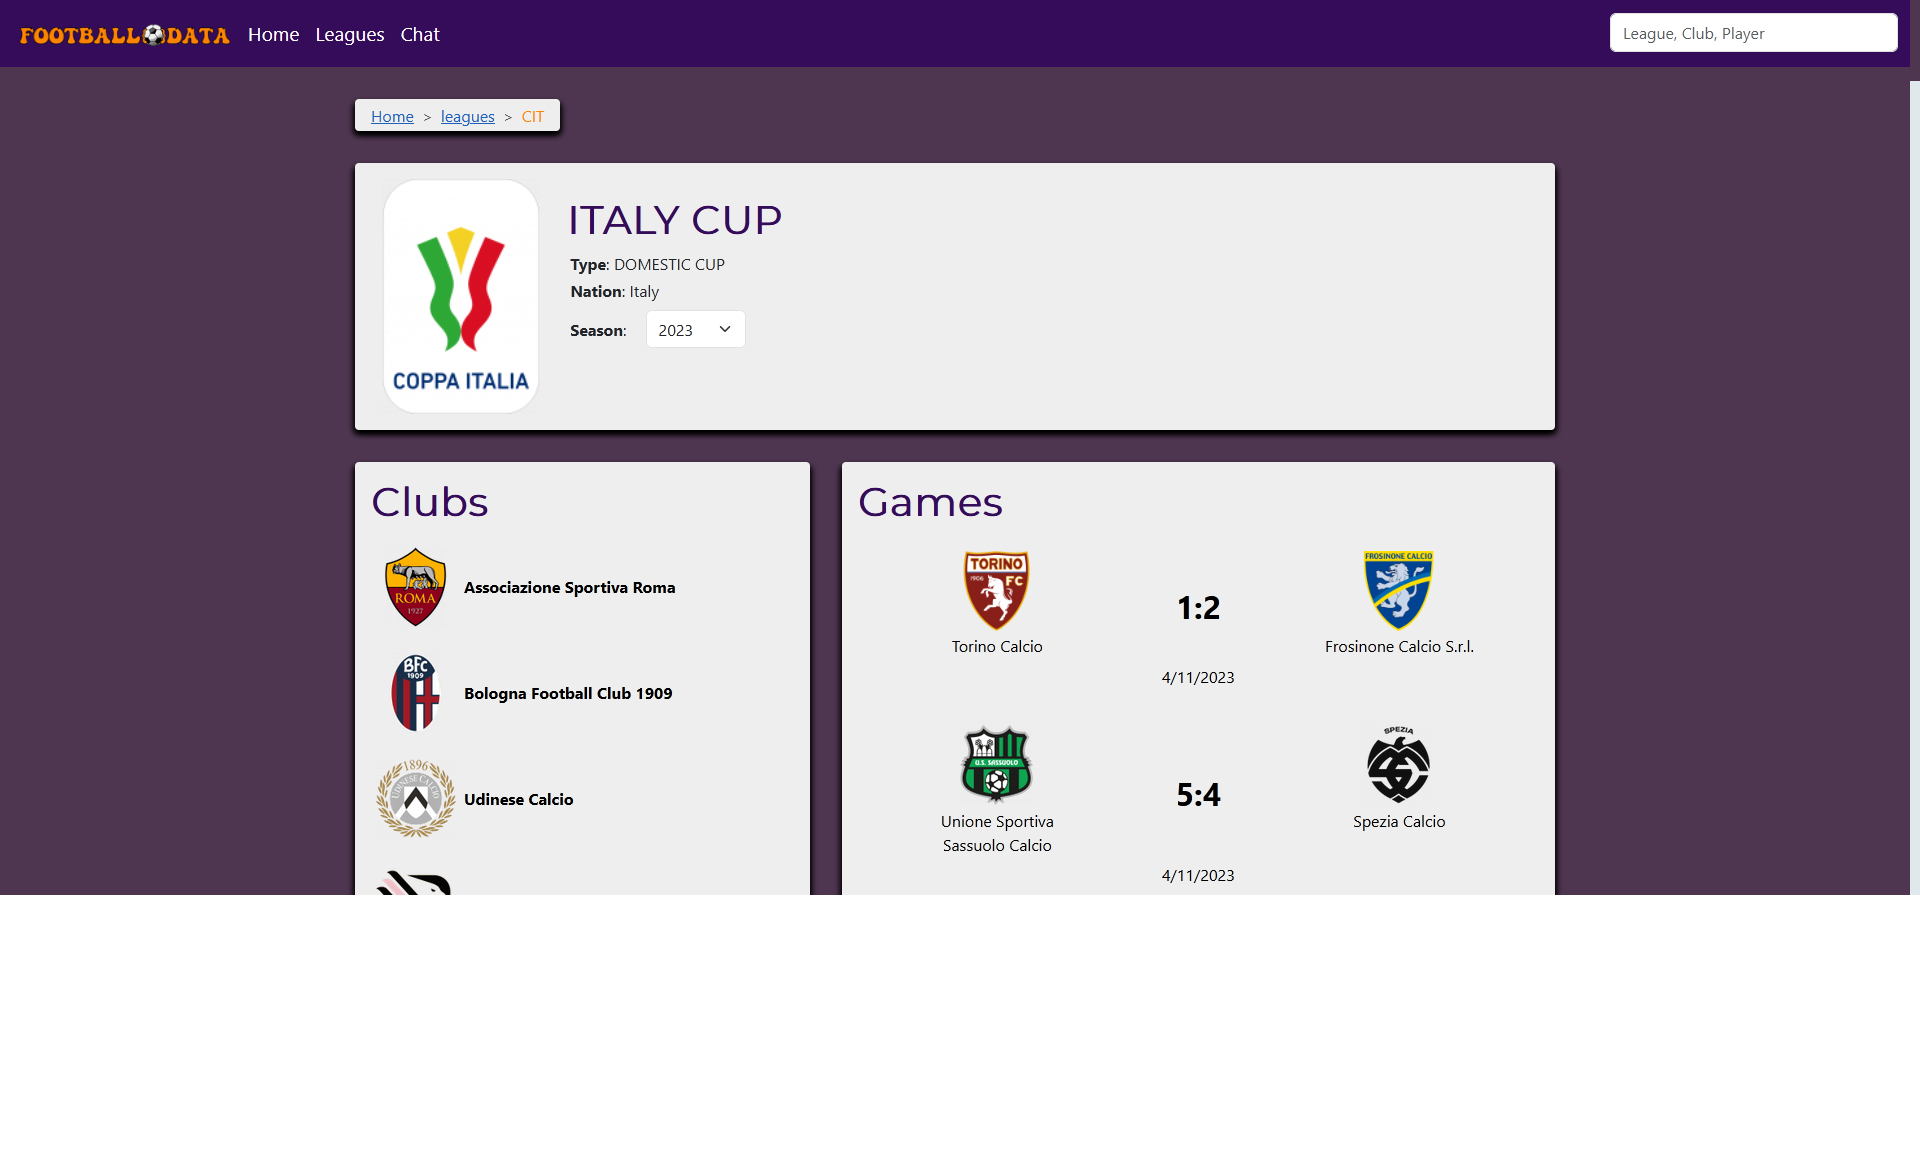 FOOTBALL DATA Home Leagues Chat League, Club, Player
Home > leagues > CIT
COPPA ITALIA
ITALY CUP
Type: DOMESTIC CUP
Nation: Italy
Season: 2023
Clubs
ROMA
1927
Associazione Sportiva Roma
BFC
1909
Bologna Football Club 1909
1896
UDINESE CALCIO
Udinese Calcio
Games
TORINO
1906
FC
Torino Calcio
1:2
FROSINONE CALCIO
Frosinone Calcio S.r.l.
4/11/2023
U.S. SASSUOLO
Unione Sportiva
Sassuolo Calcio
5:4
SPEZIA
Spezia Calcio
4/11/2023